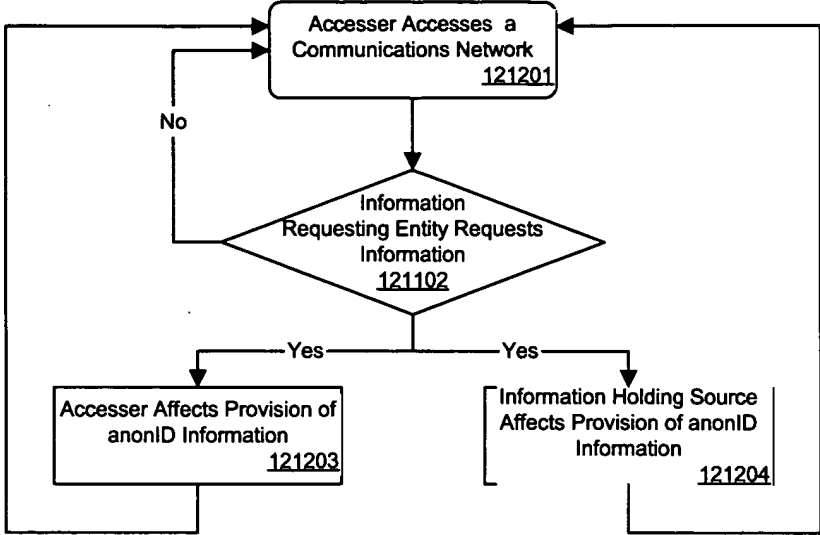 Accesser Accesses a
Communications Network
121201
No
Information
Requesting Entity Requests
Information
121102
Yes
Yes
Accesser Affects Provision of
anonID Information
121203
Information Holding Source
Affects Provision of anonID
Information
121204